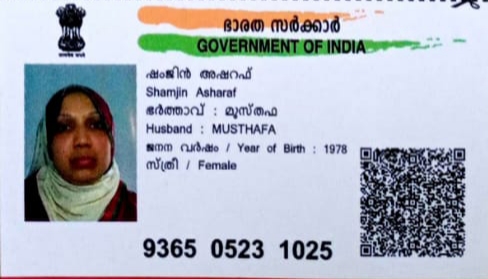 ഭാരത സർക്കാർ
GOVERNMENT OF INDIA
ഷംജിൻ അഷറഫ്
Shamjin Asharaf
ഭർത്താവ് : മുസ്തഫ
Husband : MUSTHAFA
ജനന വർഷം / Year of Birth : 1978
സ്ത്രീ / Female
9365 0523 1025